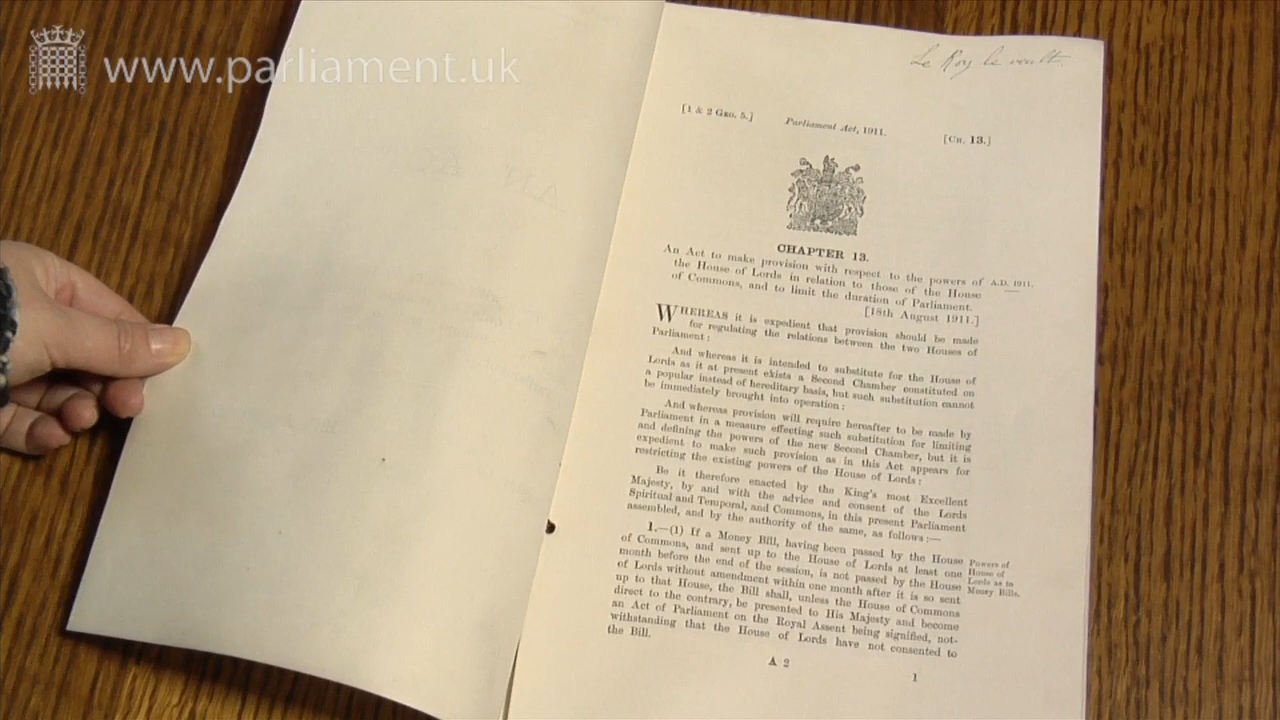 www.parliament.uk
Le Roy le veult.
[1 & 2 GEO. 5.] Parliament Act, 1911. [CH. 13.]
CHAPTER 13.
An Act to make provision with respect to the powers of
the House of Lords in relation to those of the House
of Commons, and to limit the duration of Parliament.
[18th August 1911.]
A.D. 1911.
WHEREAS it is expedient that provision should be made
for regulating the relations between the two Houses of
Parliament :
And whereas it is intended to substitute for the House of
Lords as it at present exists a Second Chamber constituted on
a popular instead of hereditary basis, but such substitution cannot
be immediately brought into operation :
And whereas provision will require hereafter to be made by
Parliament in a measure effecting such substitution for limiting
and defining the powers of the new Second Chamber, but it is
expedient to make such provision as in this Act appears for
restricting the existing powers of the House of Lords :
Be it therefore enacted by the King's most Excellent
Majesty, by and with the advice and consent of the Lords
Spiritual and Temporal, and Commons, in this present Parliament
assembled, and by the authority of the same, as follows :—
1.—(1) If a Money Bill, having been passed by the House
of Commons, and sent up to the House of Lords at least one
month before the end of the session, is not passed by the House
of Lords without amendment within one month after it is so sent
up to that House, the Bill shall, unless the House of Commons
direct to the contrary, be presented to His Majesty and become
an Act of Parliament on the Royal Assent being signified, not-
withstanding that the House of Lords have not consented to
the Bill.
Powers of
House of
Lords as to
Money Bills.
A 2
1